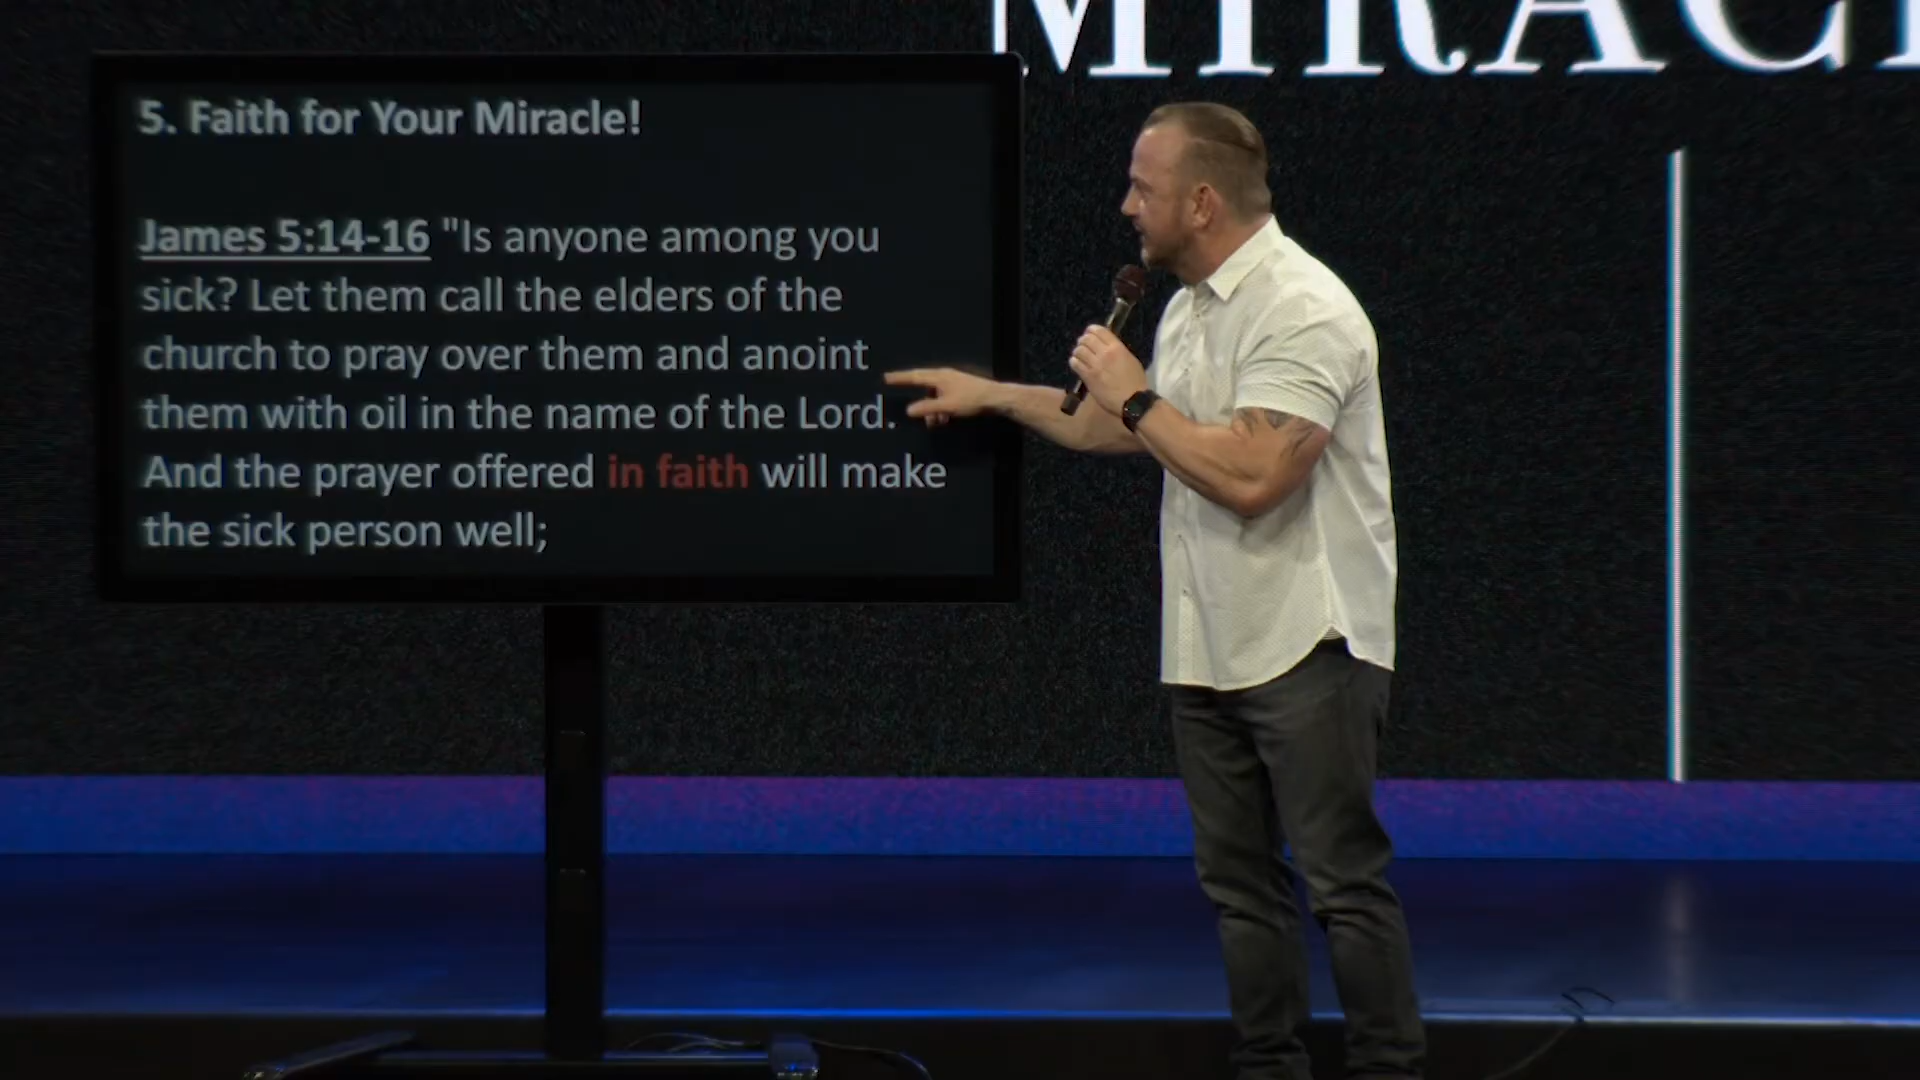 MIRAC
5. Faith for Your Miracle!
James 5:14-16 "Is anyone among you
sick? Let them call the elders of the
church to pray over them and anoint
them with oil in the name of the Lord.
And the prayer offered in faith will make
the sick person well;